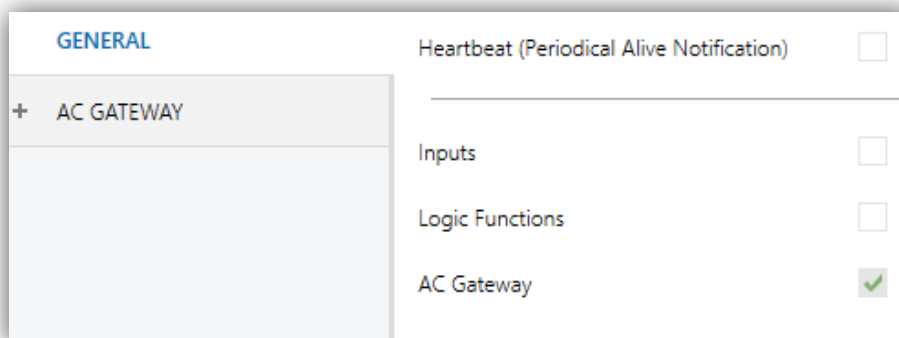 GENERAL
+ AC GATEWAY
Heartbeat (Periodical Alive Notification)
Inputs
Logic Functions
AC Gateway